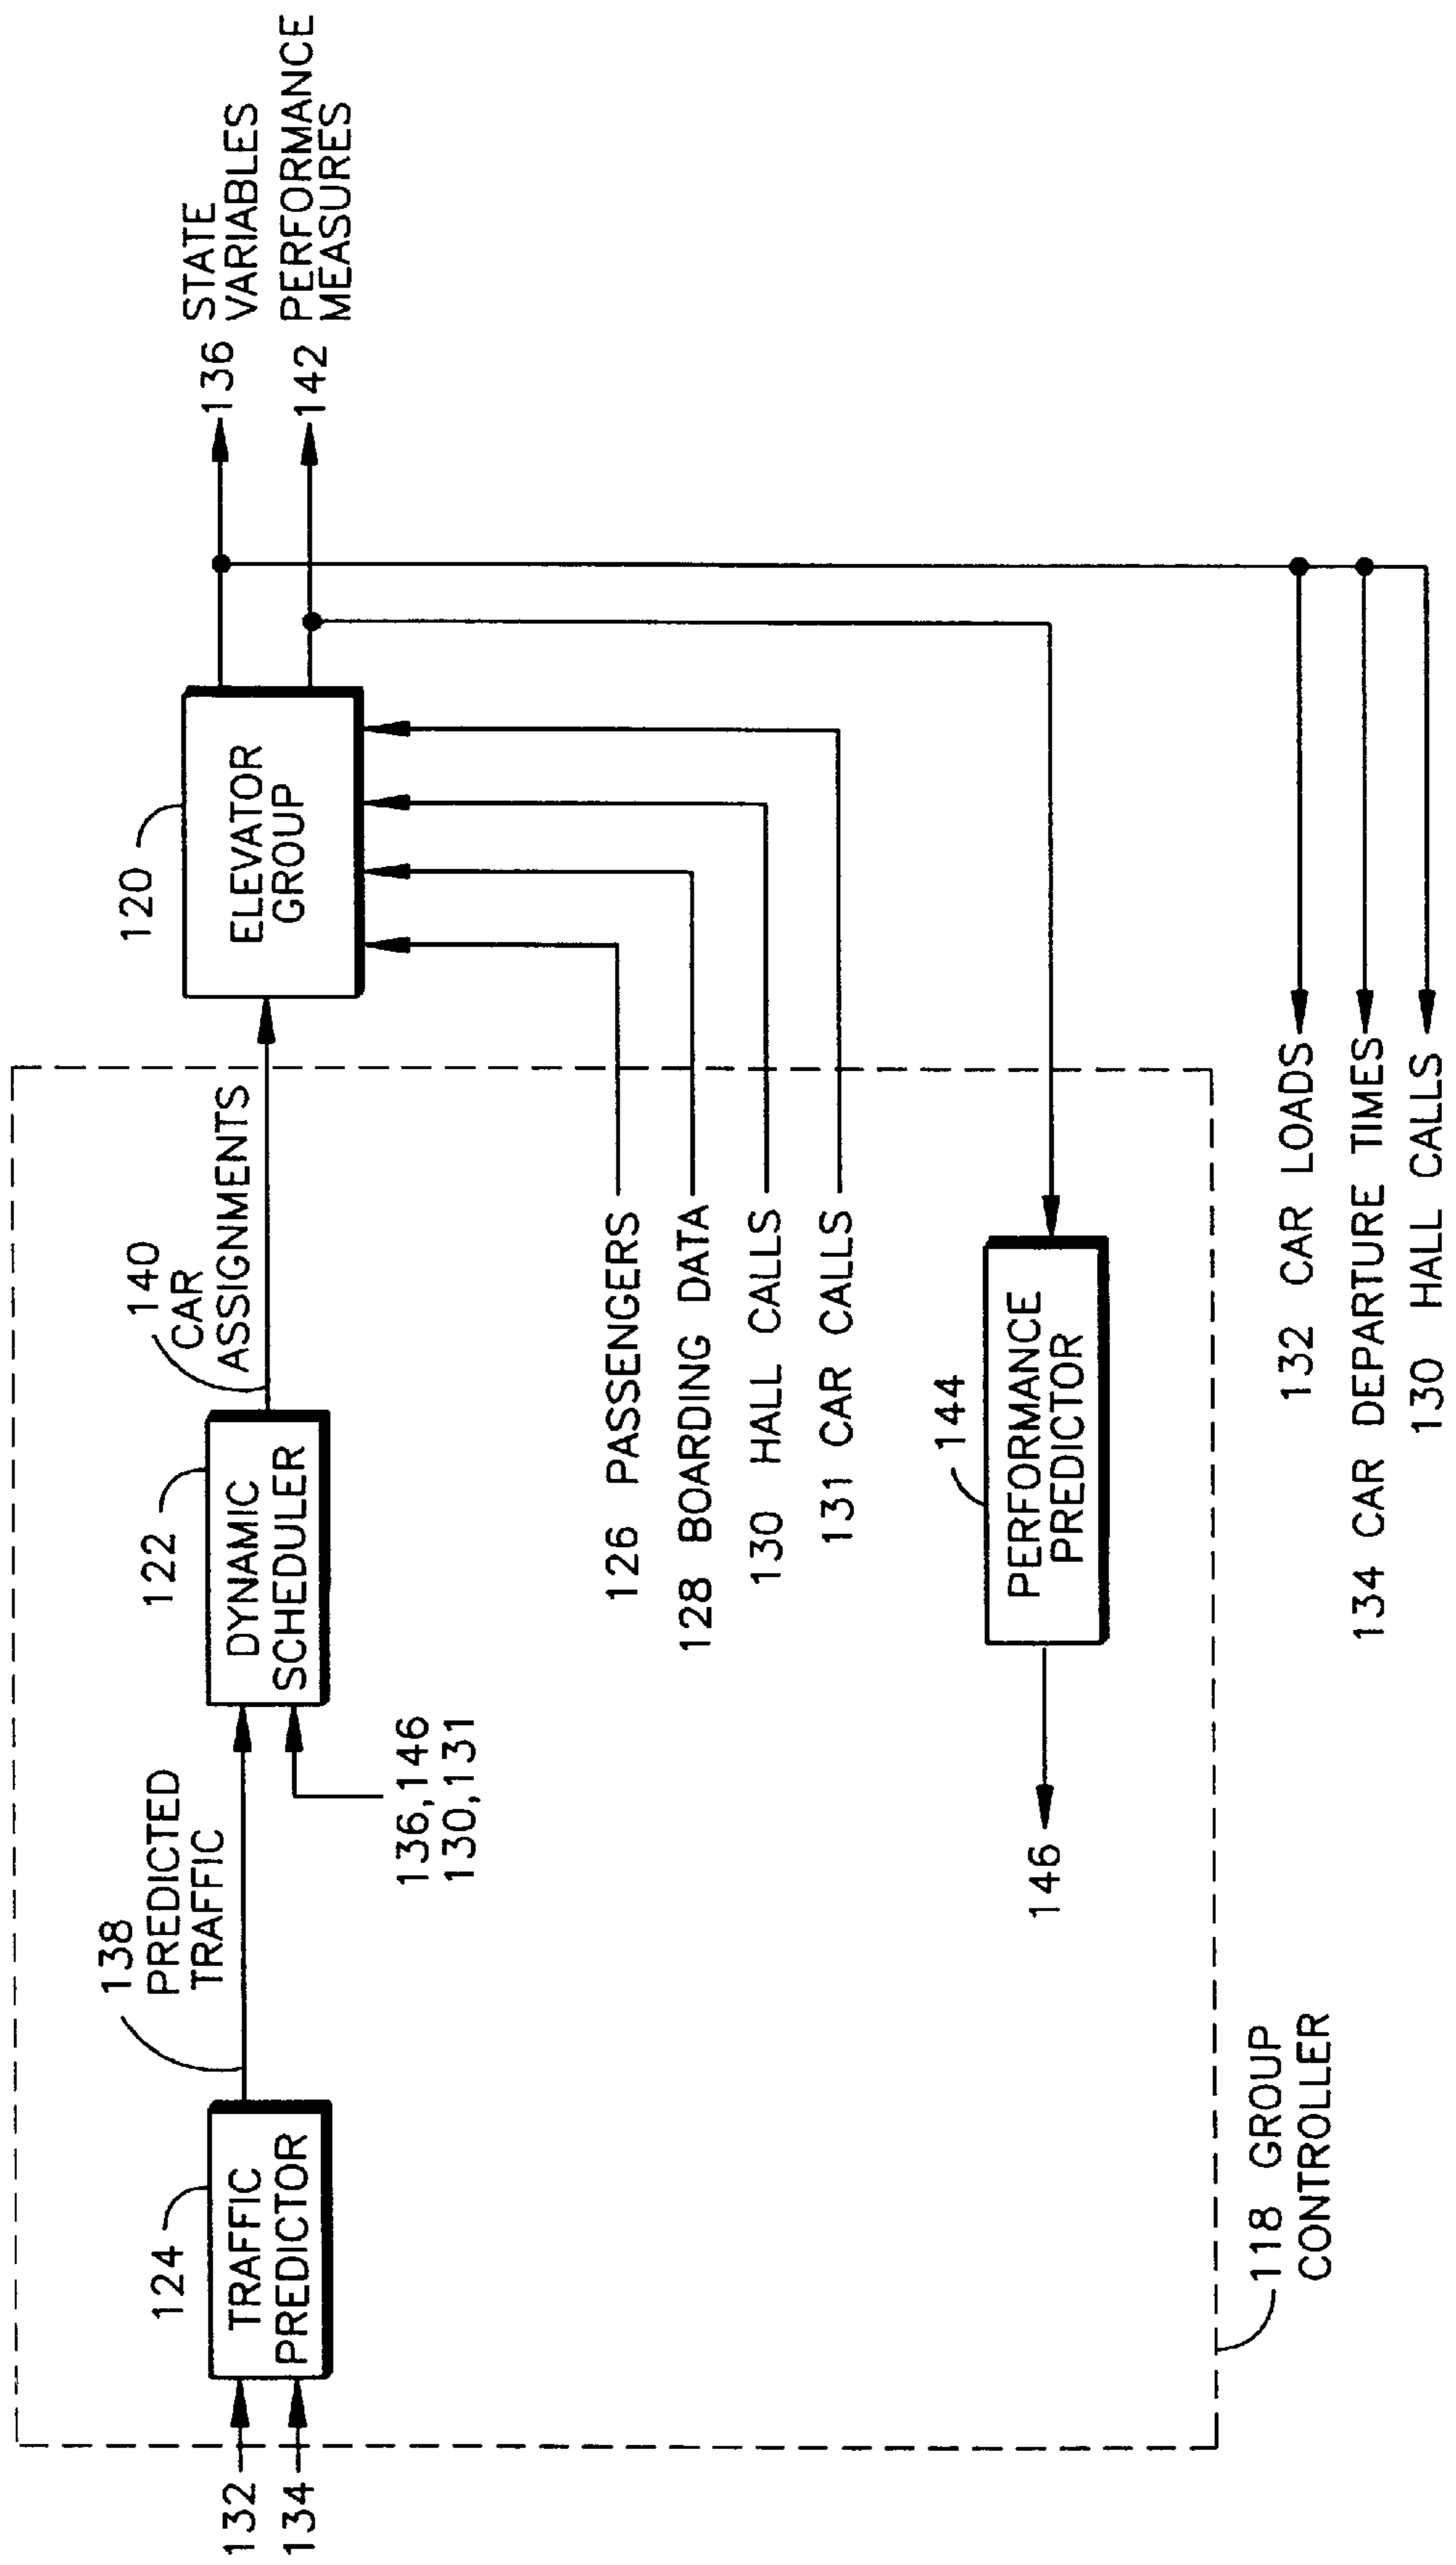 132
134
124
TRAFFIC
PREDICTOR
138
PREDICTED
TRAFFIC
122
DYNAMIC
SCHEDULER
136,146
130,131
140
CAR
ASSIGNMENTS
120
ELEVATOR
GROUP
136 STATE
VARIABLES
142 PERFORMANCE
MEASURES
126 PASSENGERS
128 BOARDING DATA
130 HALL CALLS
131 CAR CALLS
144
PERFORMANCE
PREDICTOR
146
118 GROUP
CONTROLLER
132 CAR LOADS
134 CAR DEPARTURE TIMES
130 HALL CALLS